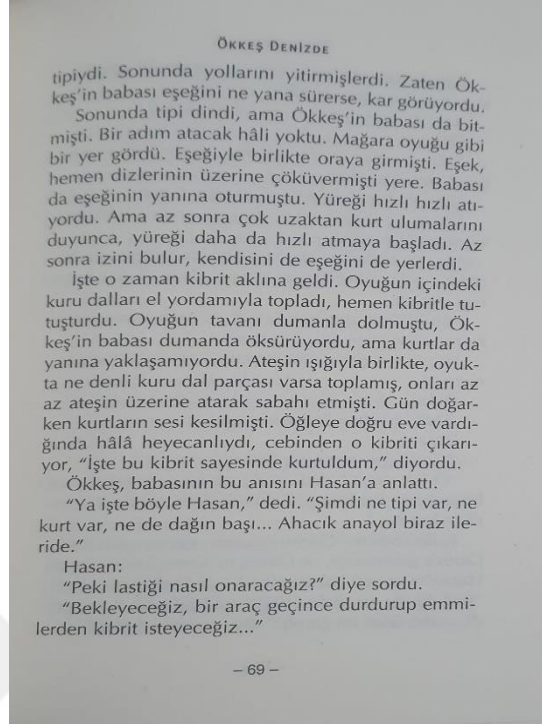 ÖKKEŞ DENİZDE
tipiydi. Sonunda yollarını yitirmişlerdi. Zaten Ök-
keş'in babası eşeğini ne yana sürerse, kar görüyordu.
Sonunda tipi dindi, ama Ökkeş'in babası da bit-
mişti. Bir adım atacak hâli yoktu. Mağara oyuğu gibi
bir yer gördü. Eşeğiyle birlikte oraya girmişti. Eşek,
hemen dizlerinin üzerine çöküvermişti yere. Babası
da eşeğinin yanına oturmuştu. Yüreği hızlı hızlı atı-
yordu. Ama az sonra çok uzaktan kurt ulumalarını
duyunca, yüreği daha da hızlı atmaya başladı. Az
sonra izini bulur, kendisini de eşeğini de yerlerdi.
İşte o zaman kibrit aklına geldi. Oyuğun içindeki
kuru dalları el yordamıyla topladı, hemen kibritle tu-
tuşturdu. Oyuğun tavanı dumanla dolmuştu, Ök-
keş'in babası dumanda öksürüyordu, ama kurtlar da
yanına yaklaşamıyordu. Ateşin ışığıyla birlikte, oyuk-
ta ne denli kuru dal parçası varsa toplamış, onları az
az ateşin üzerine atarak sabahı etmişti. Gün doğar-
ken kurtların sesi kesilmişti. Öğleye doğru eve vardı-
ğında hâlâ heyecanlıydı, cebinden o kibriti çıkarı-
yor, “İşte bu kibrit sayesinde kurtuldum,” diyordu.
Ökkeş, babasının bu anısını Hasan'a anlattı.
“Ya işte böyle Hasan,” dedi. “Şimdi ne tipi var, ne
kurt var, ne de dağın başı... Ahacık anayol biraz ile-
ride.”
Hasan:
“Peki lastiği nasıl onaracağız?” diye sordu.
“Bekleyeceğiz, bir araç geçince durdurup emmi-
lerden kibrit isteyeceğiz...”
– 69 –